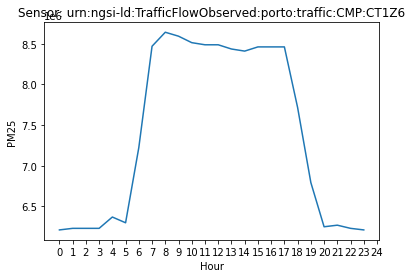 Sensor: urn:ngsi-ld:TrafficFlowObserved:porto:traffic:CMP:CT1Z6
1e6
8.5
8.0
7.5
7.0
6.5
PM25
0 1 2 3 4 5 6 7 8 9 10 11 12 13 14 15 16 17 18 19 20 21 22 23 24
Hour